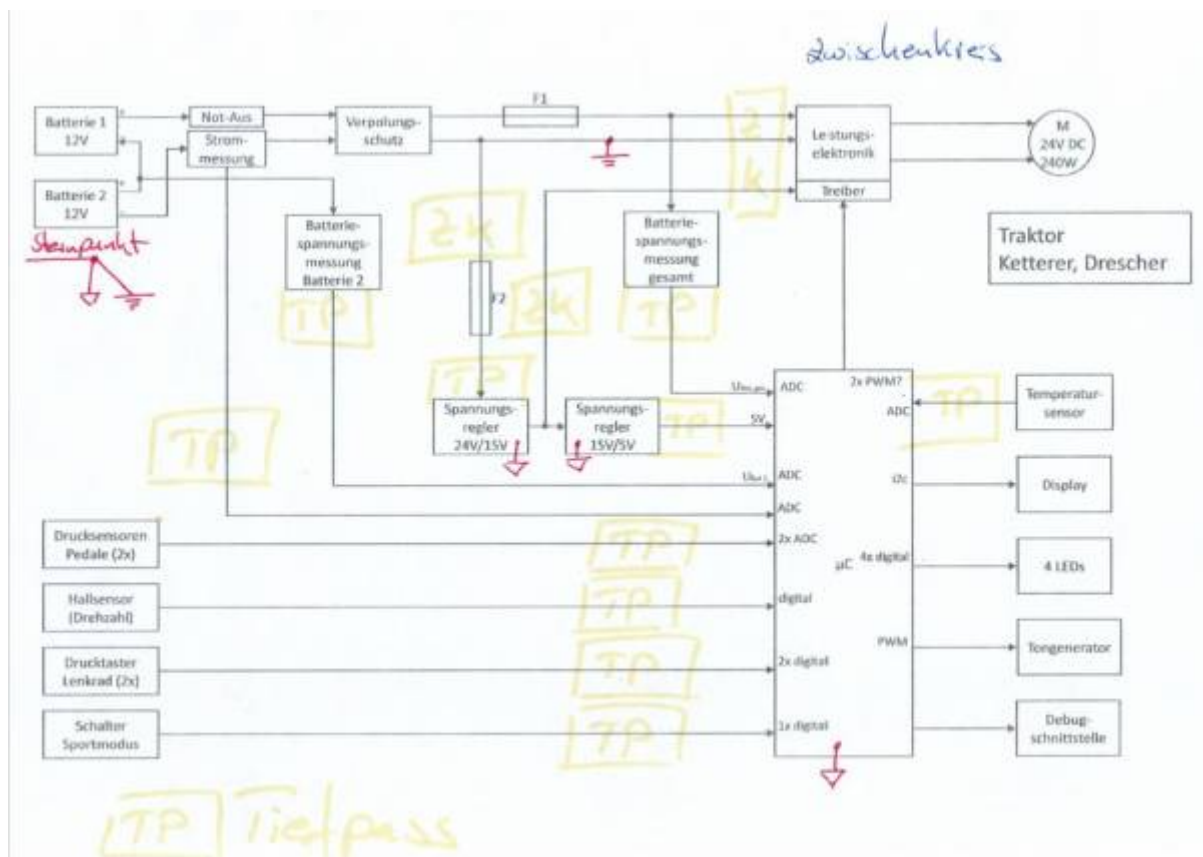 Zwischenkreis
F1
Batterie 1
12V
Not-Aus
Strom-
messung
Verpolungs-
schutz
Z
K
Leistungs-
elektronik
Treiber
M
24V DC
240W
Batterie 2
12V
Sternpunkt
Batterie-
spannungs-
messung
Batterie 2
TP
ZK
F2
ZK
Batterie-
spannungs-
messung
gesamt
TP
Traktor
Ketterer, Drescher
TP
TP
Spannungs-
regler
24V/15V
Spannungs-
regler
15V/5V
TP
5V
ADC
2x PWM?
ADC
TP
Temperatur-
sensor
ADC
i2c
Display
ADC
Drucksensoren
Pedale (2x)
TP
2x ADC
µC
4x digital
4 LEDs
Hallsensor
(Drehzahl)
TP
digital
Drucktaster
Lenkrad (2x)
TP
2x digital
PWM
Tongenerator
Schalter
Sportmodus
TP
1x digital
Debug-
schnittstelle
TP Tiefpass